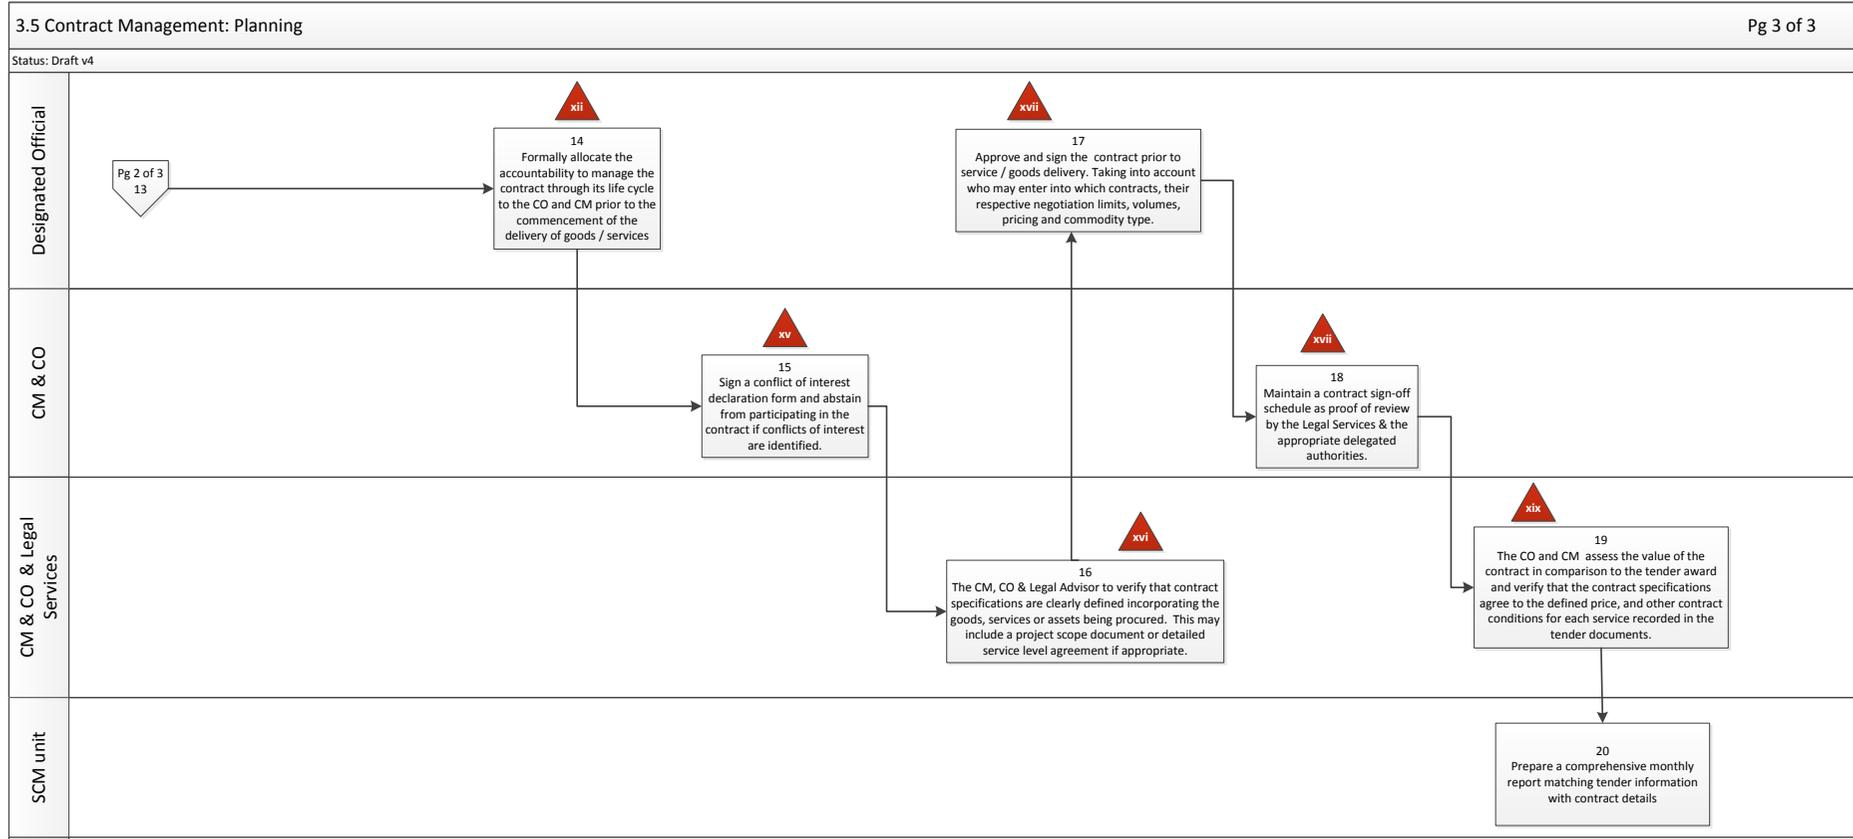 3.5 Contract Management: Planning
Pg 3 of 3
Status: Draft v4
Designated Official
Pg 2 of 3
13
xii
14
Formally allocate the
accountability to manage the
contract through its life cycle
to the CO and CM prior to the
commencement of the
delivery of goods / services
xvii
17
Approve and sign the contract prior to
service / goods delivery. Taking into account
who may enter into which contracts, their
respective negotiation limits, volumes,
pricing and commodity type.
CM & CO
xv
15
Sign a conflict of interest
declaration form and abstain
from participating in the
contract if conflicts of interest
are identified.
xvii
18
Maintain a contract sign-off
schedule as proof of review
by the Legal Services & the
appropriate delegated
authorities.
CM & CO & Legal
Services
xvi
16
The CM, CO & Legal Advisor to verify that contract
specifications are clearly defined incorporating the
goods, services or assets being procured. This may
include a project scope document or detailed
service level agreement if appropriate.
xix
19
The CO and CM assess the value of the
contract in comparison to the tender award
and verify that the contract specifications
agree to the defined price, and other contract
conditions for each service recorded in the
tender documents.
SCM unit
20
Prepare a comprehensive monthly
report matching tender information
with contract details